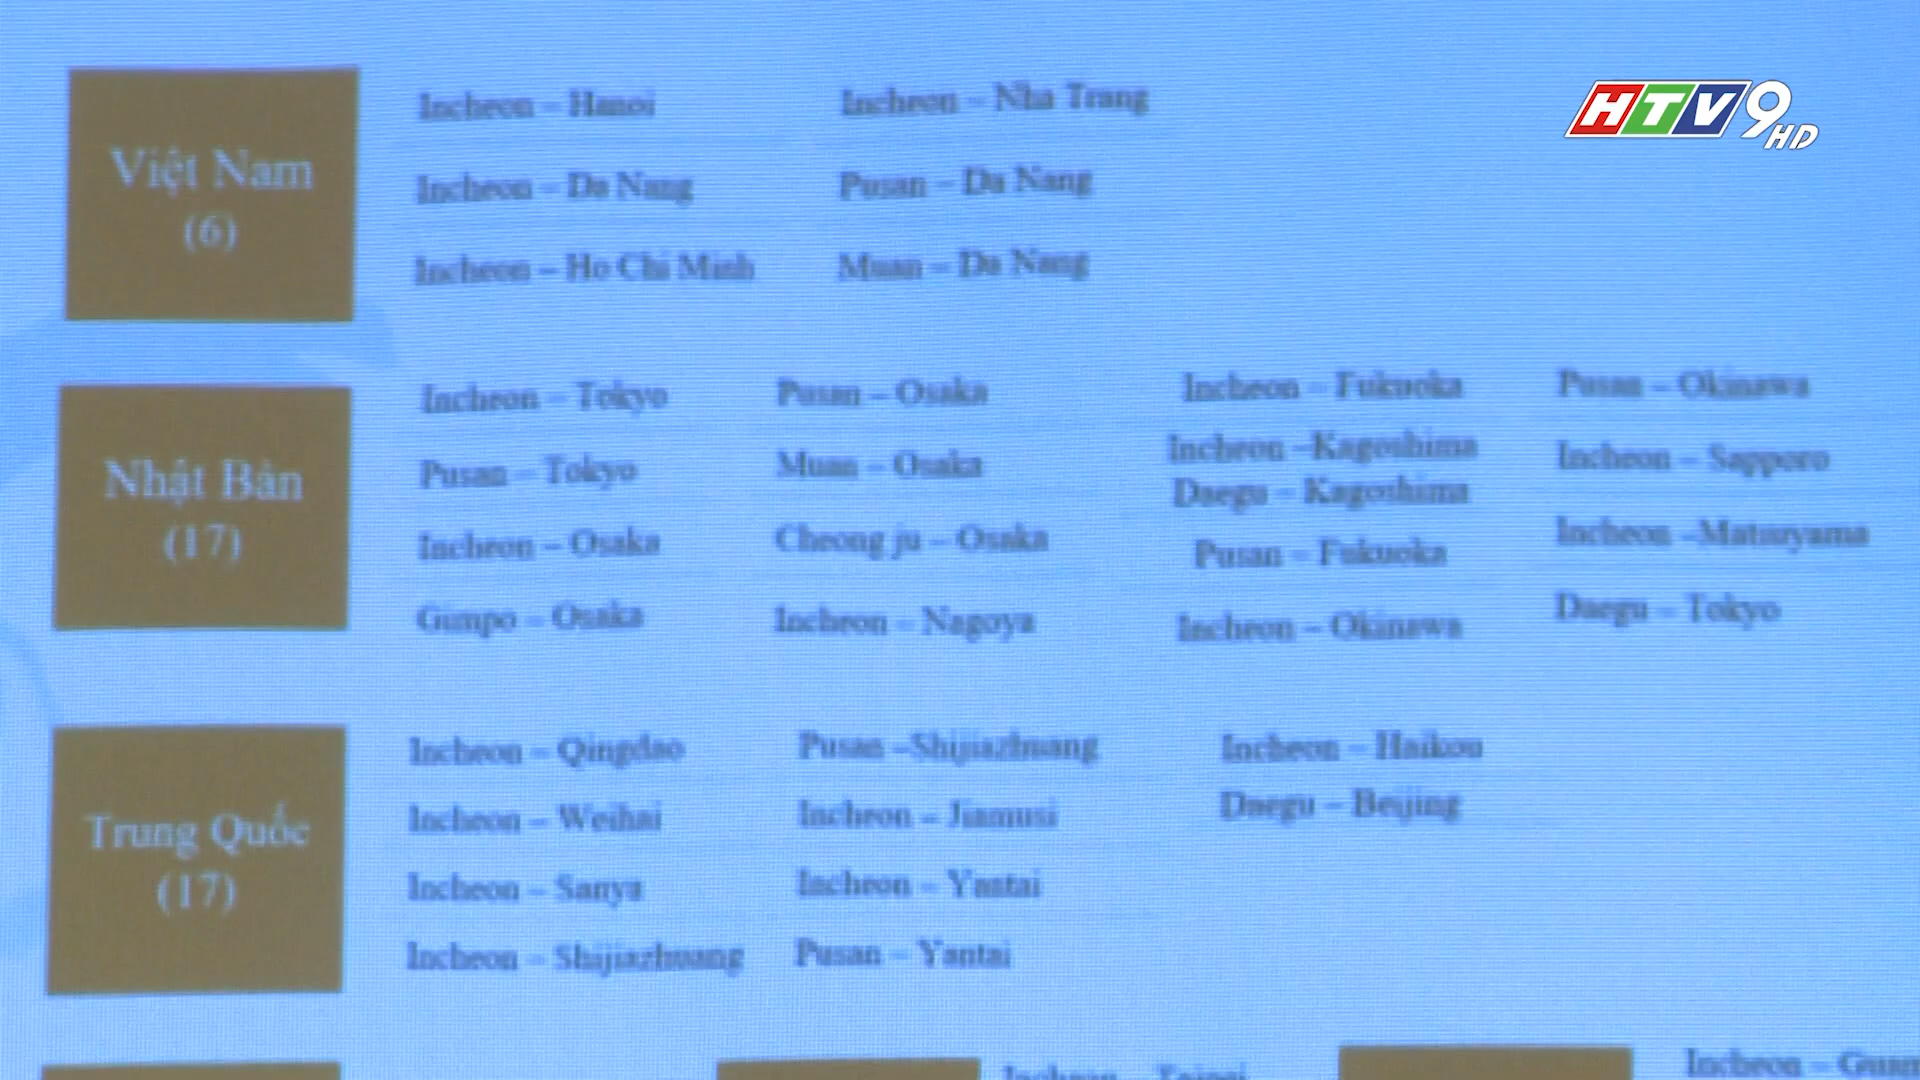 HTV9
HD
Việt Nam
(6)
Incheon – Hanoi
Incheon – Da Nang
Incheon – Ho Chi Minh
Incheon – Nha Trang
Pusan – Da Nang
Muan – Da Nang
Nhật Bản
(17)
Incheon – Tokyo
Pusan – Tokyo
Incheon – Osaka
Gimpo – Osaka
Pusan – Osaka
Muan – Osaka
Cheong ju – Osaka
Incheon – Nagoya
Incheon – Fukuoka
Incheon –Kagoshima
Daegu – Kagoshima
Pusan – Fukuoka
Incheon – Okinawa
Pusan – Okinawa
Incheon – Sapporo
Incheon –Matsuyama
Daegu – Tokyo
Trung Quốc
(17)
Incheon – Qingdao
Incheon – Weihai
Incheon – Sanya
Incheon – Shijiazhuang
Pusan –Shijiazhuang
Incheon – Jiamusi
Incheon – Yantai
Pusan – Yantai
Incheon – Haikou
Daegu – Beijing
Incheon – Taipei
Incheon –